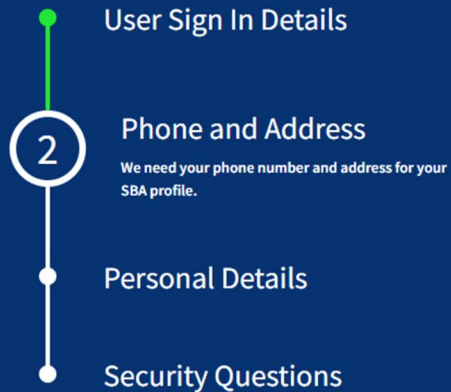 User Sign In Details
2
Phone and Address
We need your phone number and address for your
SBA profile.
Personal Details
Security Questions